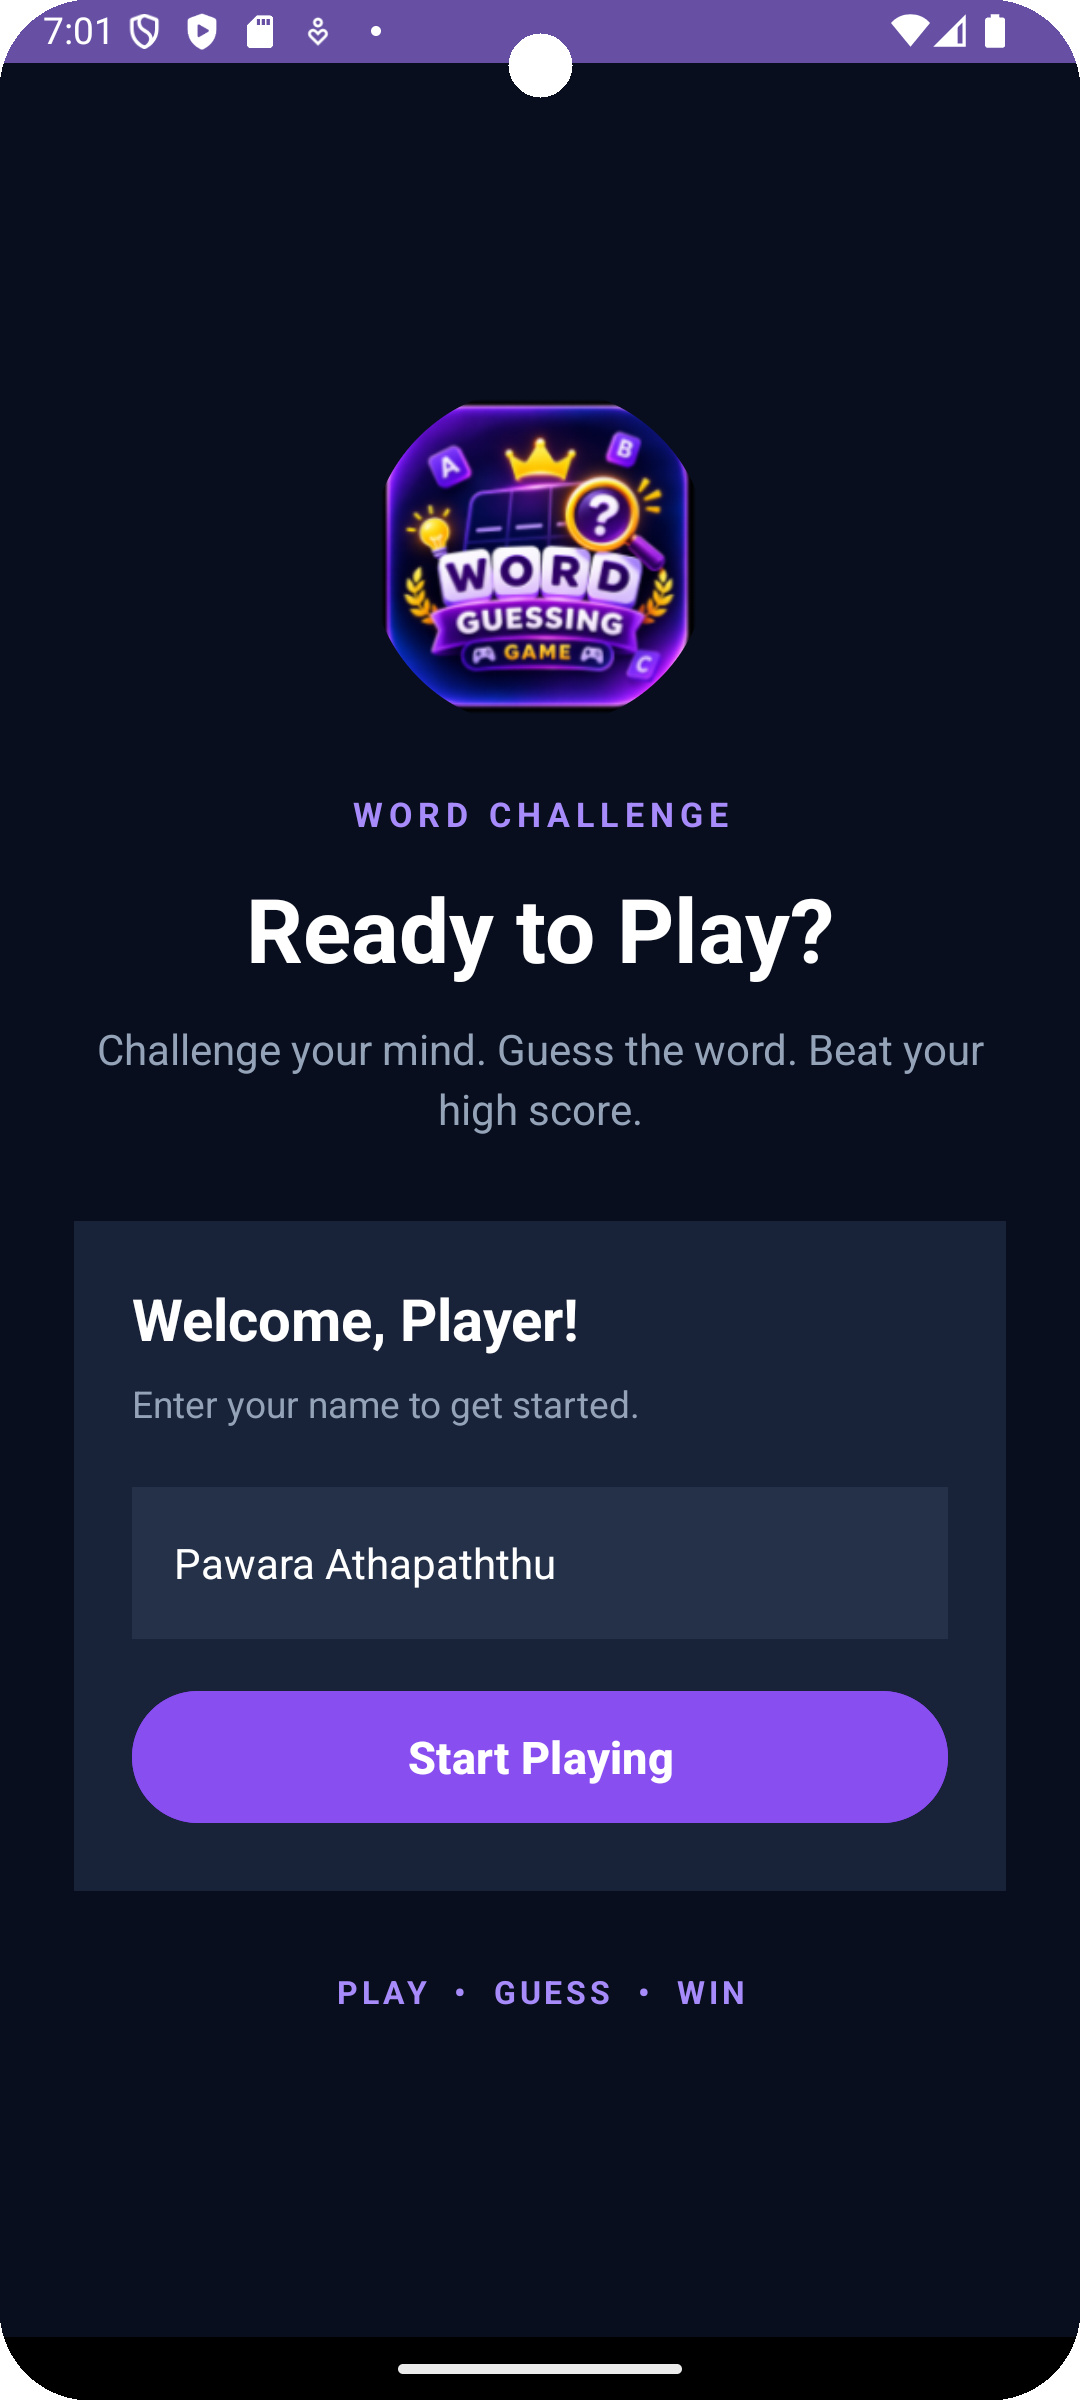 7:01
A
B
?
WORD
GUESSING
GAME
C
WORD CHALLENGE
Ready to Play?
Challenge your mind. Guess the word. Beat your
high score.
Welcome, Player!
Enter your name to get started.
Pawara Athapaththu
Start Playing
PLAY • GUESS • WIN